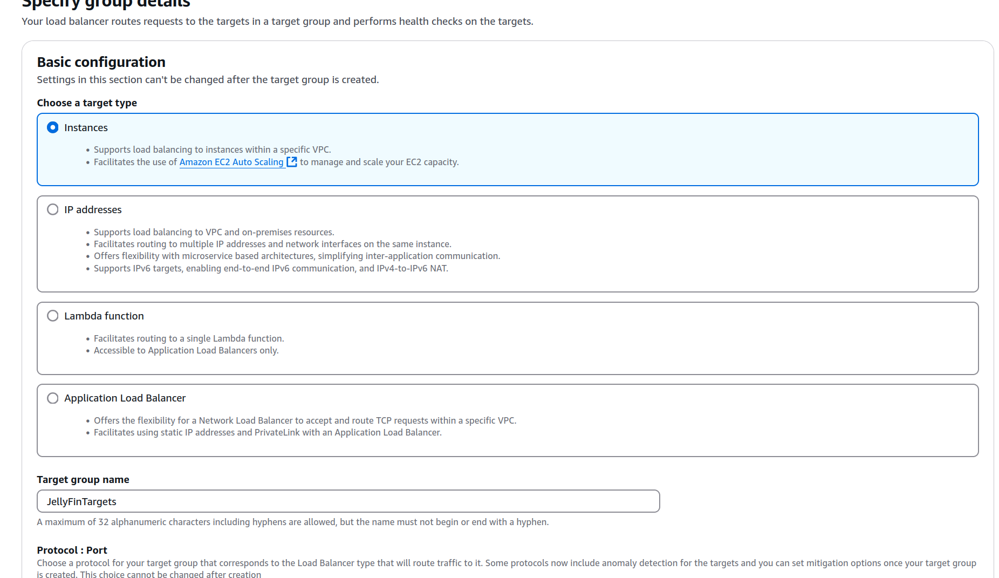 Specify group details
Your load balancer routes requests to the targets in a target group and performs health checks on the targets.
Basic configuration
Settings in this section can't be changed after the target group is created.
Choose a target type
Instances
• Supports load balancing to instances within a specific VPC.
• Facilitates the use of Amazon EC2 Auto Scaling to manage and scale your EC2 capacity.
IP addresses
• Supports load balancing to VPC and on-premises resources.
• Facilitates routing to multiple IP addresses and network interfaces on the same instance.
• Offers flexibility with microservice based architectures, simplifying inter-application communication.
• Supports IPv6 targets, enabling end-to-end IPv6 communication, and IPv4-to-IPv6 NAT.
Lambda function
• Facilitates routing to a single Lambda function.
• Accessible to Application Load Balancers only.
Application Load Balancer
• Offers the flexibility for a Network Load Balancer to accept and route TCP requests within a specific VPC.
• Facilitates using static IP addresses and PrivateLink with an Application Load Balancer.
Target group name
JellyFinTargets
A maximum of 32 alphanumeric characters including hyphens are allowed, but the name must not begin or end with a hyphen.
Protocol : Port
Choose a protocol for your target group that corresponds to the Load Balancer type that will route traffic to it. Some protocols now include anomaly detection for the targets and you can set mitigation options once your target group
is created. This choice cannot be changed after creation